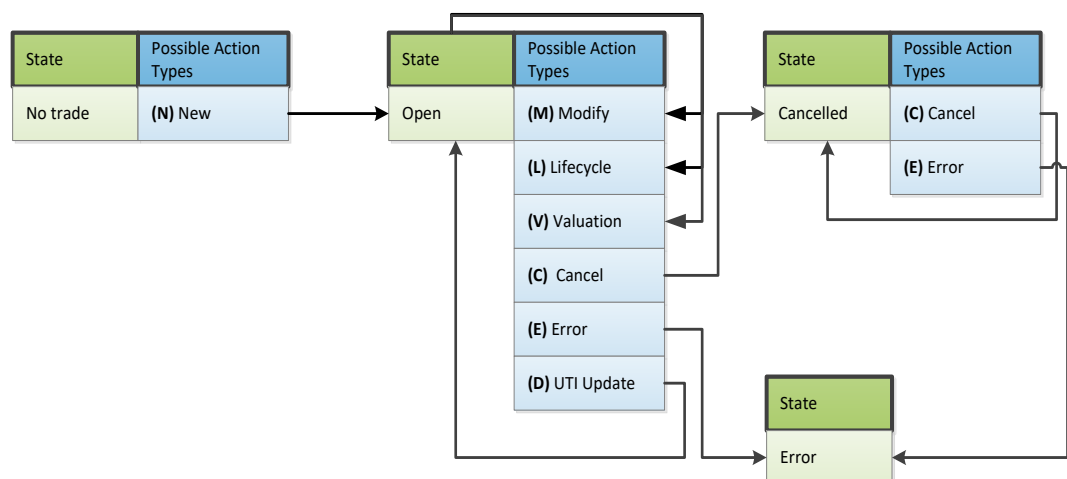 State
Possible Action
Types
No trade
(N) New
State
Possible Action
Types
Open
(M) Modify
(L) Lifecycle
(V) Valuation
(C) Cancel
(E) Error
(D) UTI Update
State
Possible Action
Types
Cancelled
(C) Cancel
(E) Error
State
Error